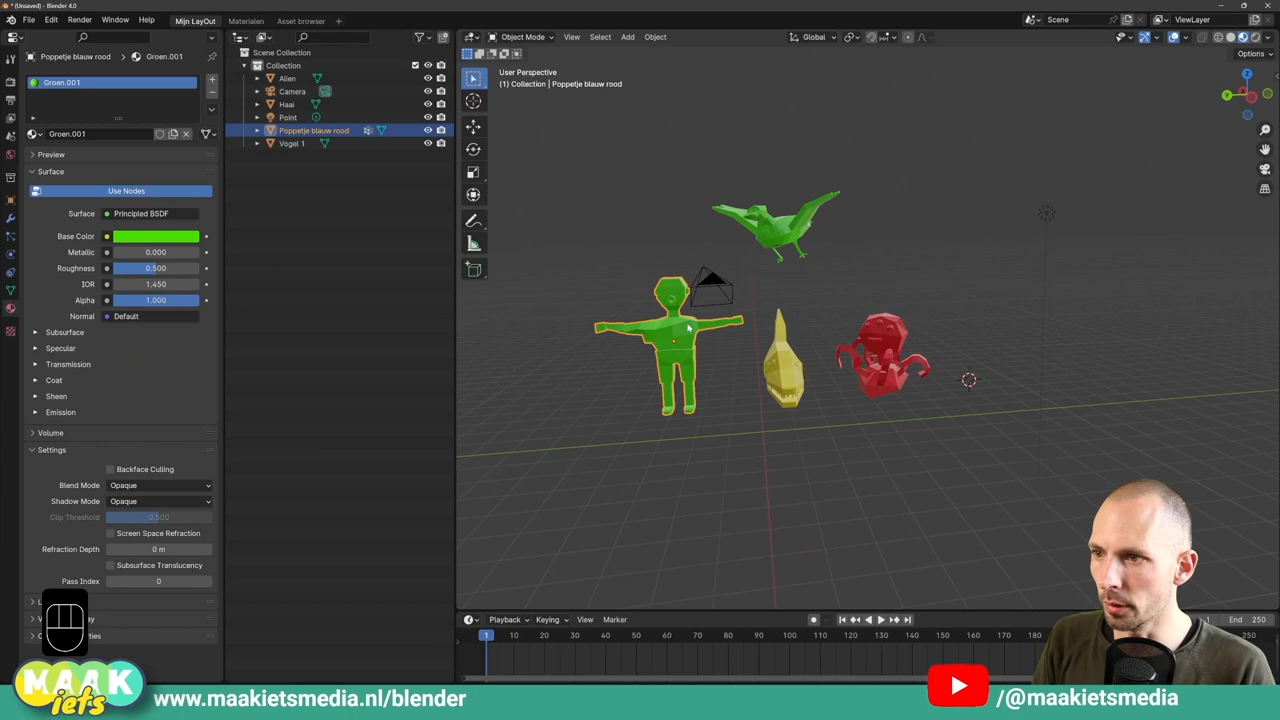 * (Unsaved) - Blender 4.0
File Edit Render Window Help Mijn LayOut Materialen Asset browser + Scene ViewLayer
Object Mode View Select Add Object Global
Options
Poppetje blauw rood > Groen.001
Groen.001
Groen.001
Preview
Surface
Use Nodes
Surface Principled BSDF
Base Color
Metallic 0.000
Roughness 0.500
IOR 1.450
Alpha 1.000
Normal Default
Subsurface
Specular
Transmission
Coat
Sheen
Emission
Volume
Settings
Backface Culling
Blend Mode Opaque
Shadow Mode Opaque
Clip Threshold 0.500
Screen Space Refraction
Refraction Depth 0 m
Subsurface Translucency
Pass Index 0
Scene Collection
Collection
Alien
Camera
Haai
Point
Poppetje blauw rood
Vogel 1
User Perspective
(1) Collection | Poppetje blauw rood
Z
Y
Playback Keying View Marker
1 End 250
1 10 20 30 40 50 60 70 80 90 100 110 120 130 140 150 160 170 180 250
MAAK
iets
www.maakietsmedia.nl/blender
/@maakietsmedia